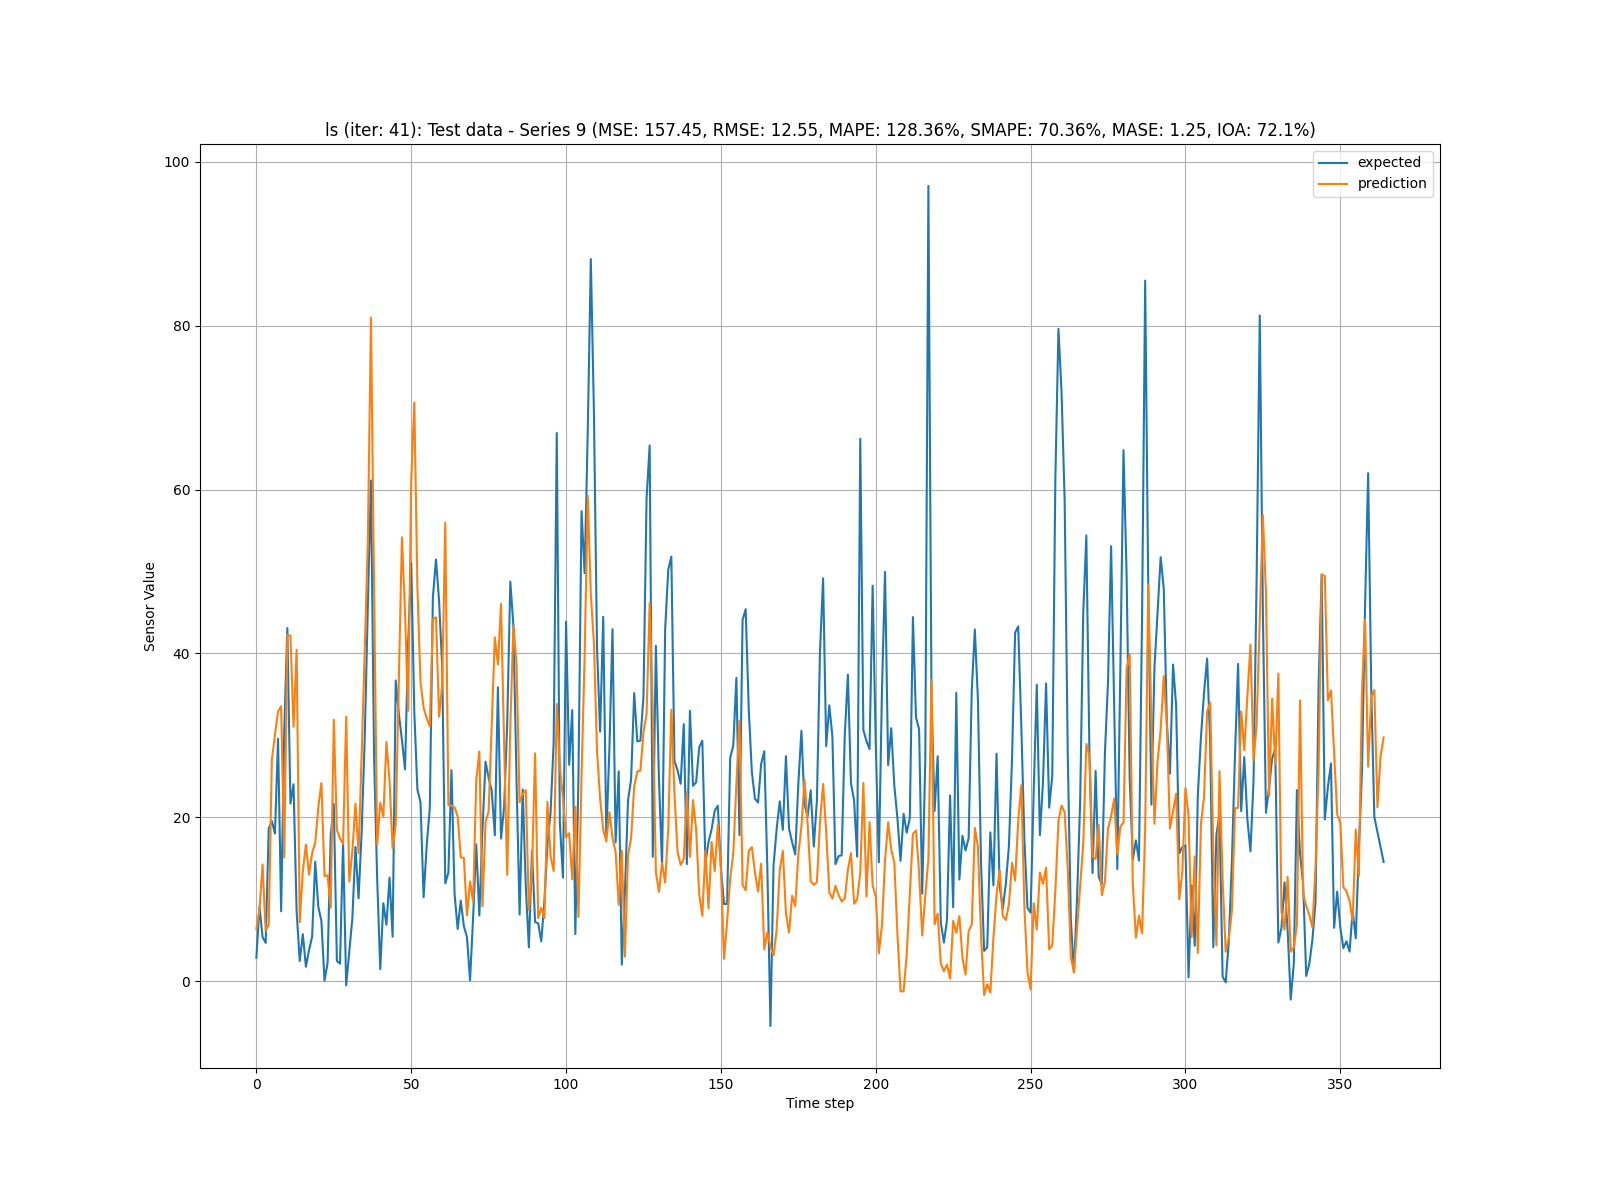 ls (iter: 41): Test data - Series 9 (MSE: 157.45, RMSE: 12.55, MAPE: 128.36%, SMAPE: 70.36%, MASE: 1.25, IOA: 72.1%)
expected
prediction
100
80
60
40
20
0
Sensor Value
0 50 100 150 200 250 300 350
Time step